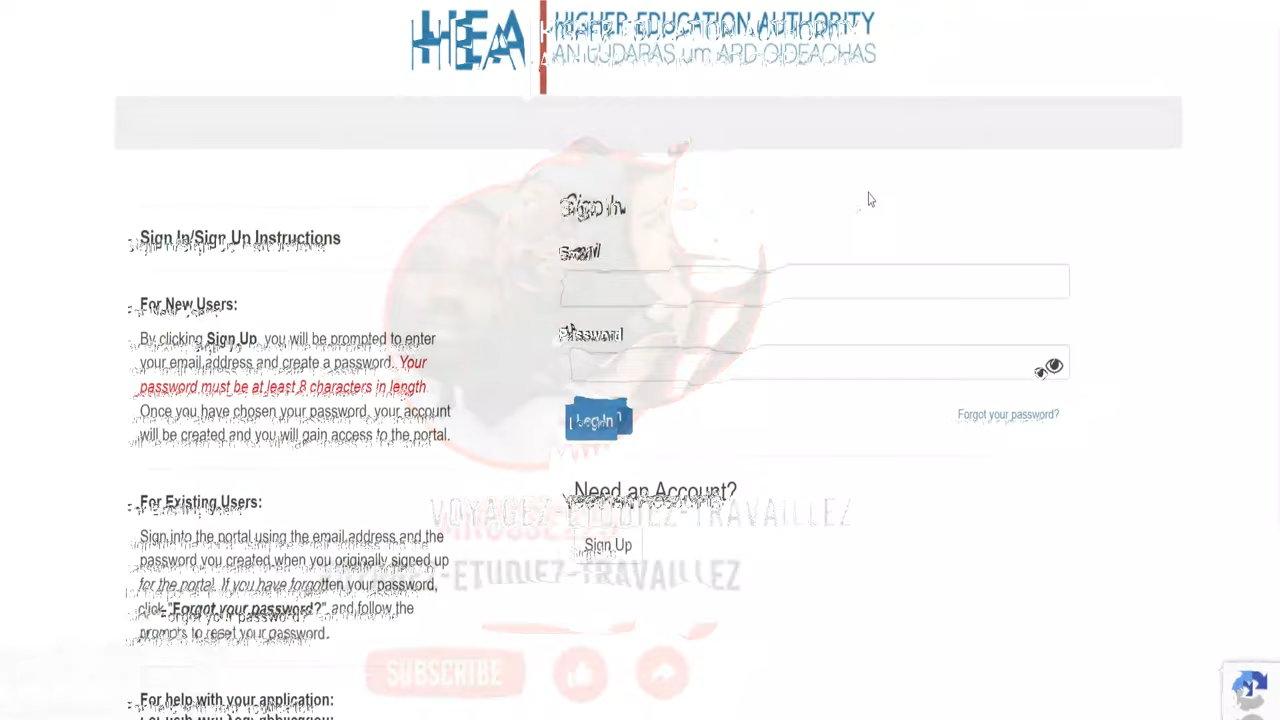 HEA
HIGHER EDUCATION AUTHORITY
AN tÚDARÁS um ARD OIDEACHAS
Sign In/Sign Up Instructions
For New Users:
By clicking Sign Up, you will be prompted to enter
your email address and create a password. Your
password must be at least 8 characters in length.
Once you have chosen your password, your account
will be created and you will gain access to the portal.
For Existing Users:
Sign into the portal using the email address and the
password you created when you originally signed up
for the portal. If you have forgotten your password,
click "Forgot your password?", and follow the
prompts to reset your password.
For help with your application:
Sign In
Email
Password
Log In
Forgot your password?
Need an Account?
Sign Up
VOYAGEZ-ETUDIEZ-TRAVAILLEZ
-ETUDIEZ-TRAVAILLEZ
SUBSCRIBE